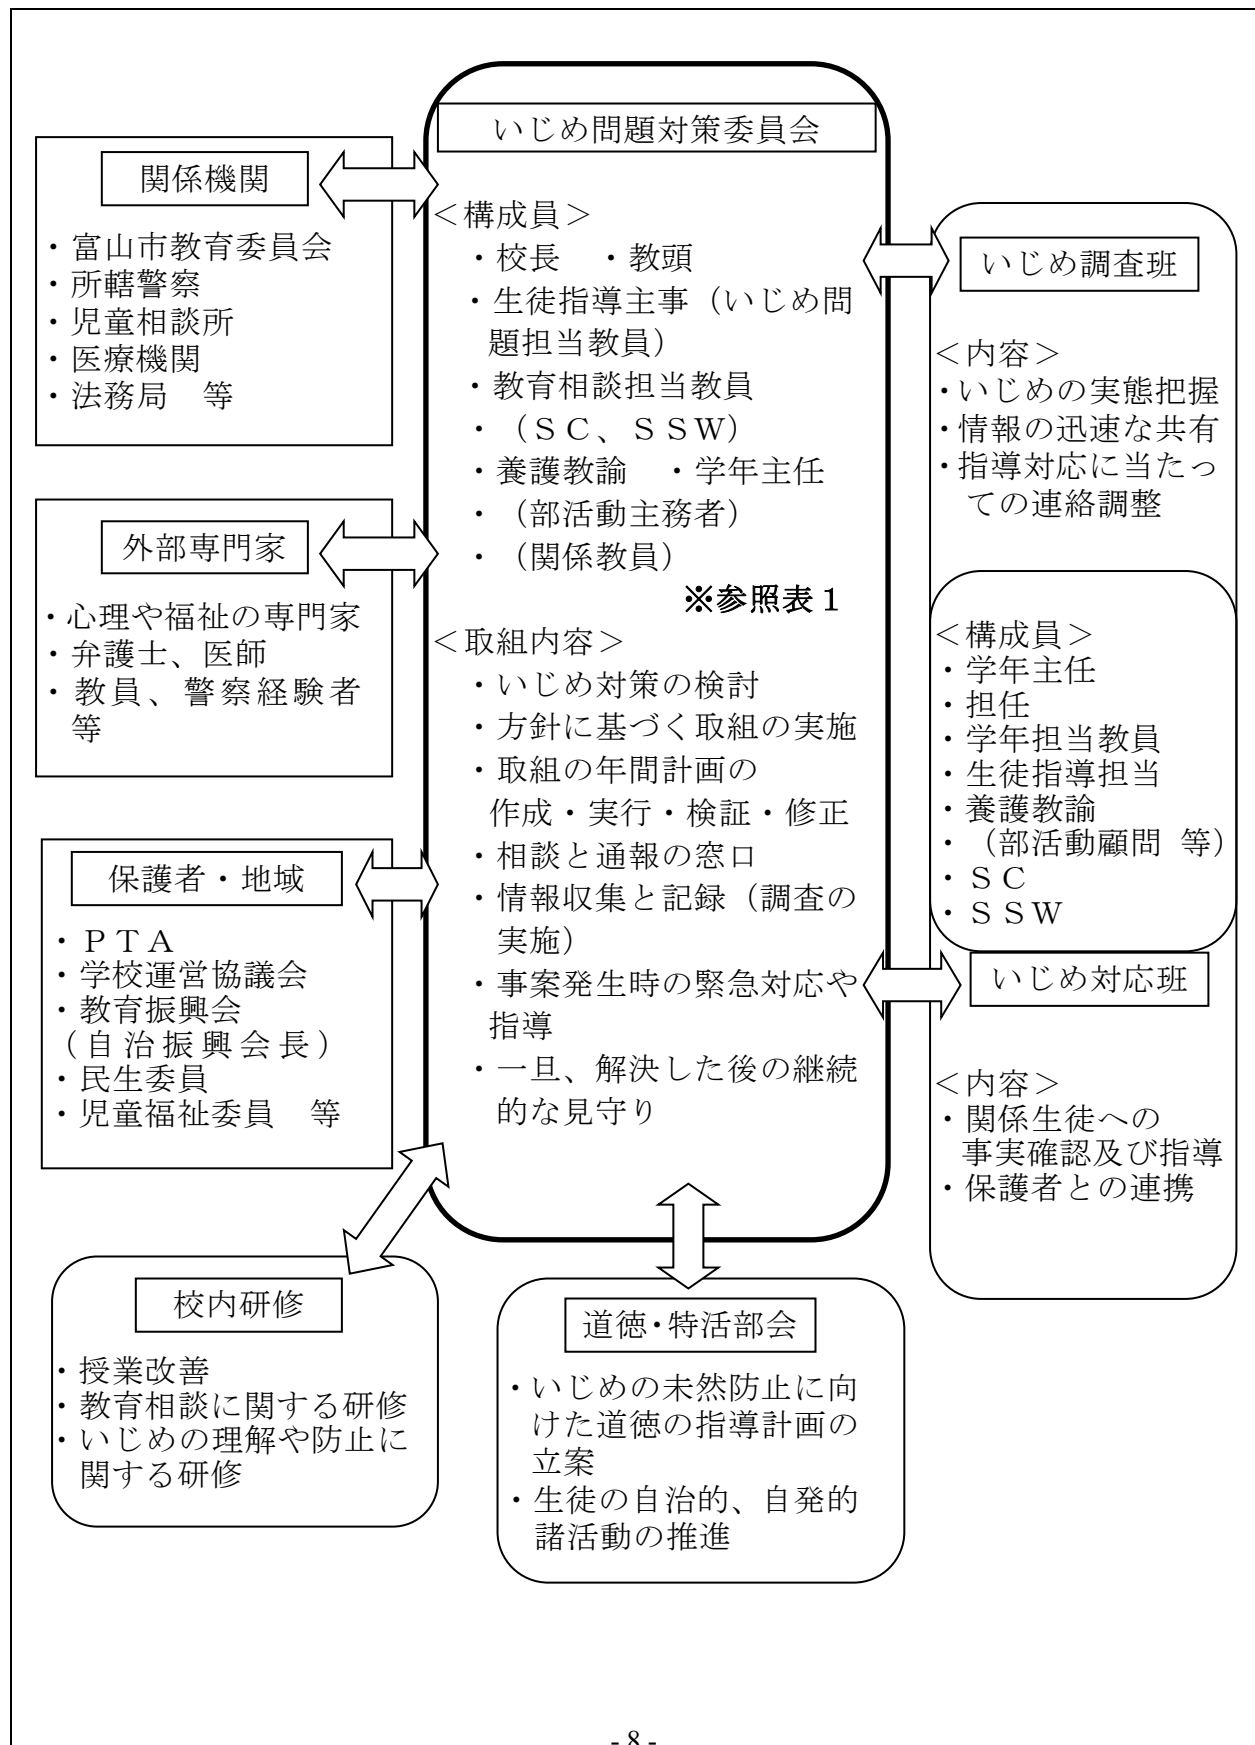 いじめ問題対策委員会
＜構成員＞
・校長　・教頭
・生徒指導主事（いじめ問
題担当教員）
・教育相談担当教員
・（ＳＣ、ＳＳＷ）
・養護教諭　・学年主任
・（部活動主務者）
・（関係教員）
※参照表１
＜取組内容＞
・いじめ対策の検討
・方針に基づく取組の実施
・取組の年間計画の
作成・実行・検証・修正
・相談と通報の窓口
・情報収集と記録（調査の
実施）
・事案発生時の緊急対応や
指導
・一旦、解決した後の継続
的な見守り
関係機関
・富山市教育委員会
・所轄警察
・児童相談所
・医療機関
・法務局　等
外部専門家
・心理や福祉の専門家
・弁護士、医師
・教員、警察経験者
等
保護者・地域
・ＰＴＡ
・学校運営協議会
・教育振興会
（自治振興会長）
・民生委員
・児童福祉委員　等
いじめ調査班
＜内容＞
・いじめの実態把握
・情報の迅速な共有
・指導対応に当たっ
ての連絡調整
＜構成員＞
・学年主任
・担任
・学年担当教員
・生徒指導担当
・養護教諭
・（部活動顧問 等）
・ＳＣ
・ＳＳＷ
いじめ対応班
＜内容＞
・関係生徒への
事実確認及び指導
・保護者との連携
校内研修
・授業改善
・教育相談に関する研修
・いじめの理解や防止に
関する研修
道徳・特活部会
・いじめの未然防止に向
けた道徳の指導計画の
立案
・生徒の自治的、自発的
諸活動の推進
- 8 -